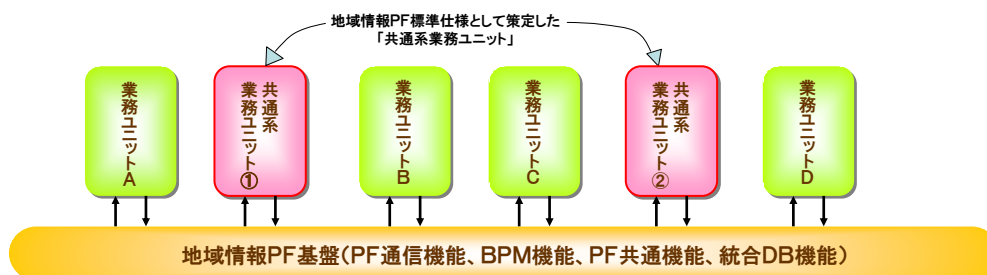 地域情報PF標準仕様として策定した
「共通系業務ユニット」
業務ユニットA
共通系
業務ユニット①
業務ユニットB
業務ユニットC
共通系
業務ユニット②
業務ユニットD
地域情報PF基盤(PF通信機能、BPM機能、PF共通機能、統合DB機能)